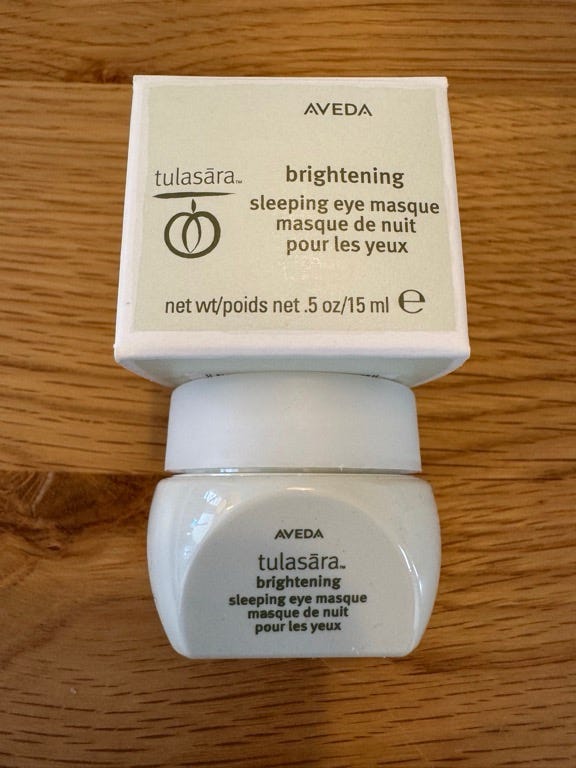 AVEDA
tulasāra™
brightening
sleeping eye masque
masque de nuit
pour les yeux
net wt/poids net .5 oz/15 ml ℮
AVEDA
tulasāra™
brightening
sleeping eye masque
masque de nuit
pour les yeux